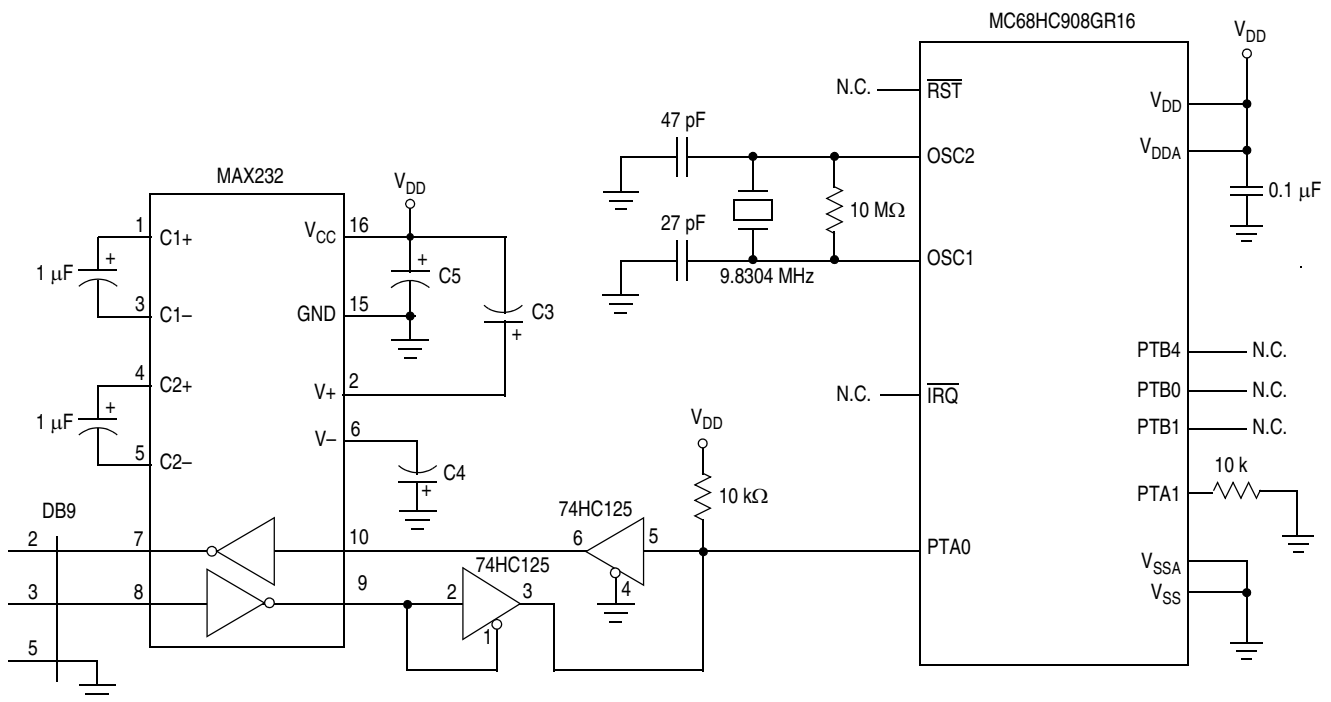 MC68HC908GR16
VDD
N.C.
RST
VDD
47 pF
OSC2
VDDA
MAX232
VDD
10 MΩ
0.1 µF
1
C1+
VCC
16
27 pF
OSC1
9.8304 MHz
1 µF
+
+
C5
3
C1–
GND
15
C3
+
PTB4
N.C.
4
C2+
V+
2
N.C.
IRQ
PTB0
N.C.
1 µF
+
VDD
PTB1
N.C.
V–
6
5
C2–
C4
+
10 k
10 kΩ
PTA1
DB9
74HC125
2
7
10
6
5
PTA0
74HC125
4
VSSA
3
8
9
2
3
VSS
1
5